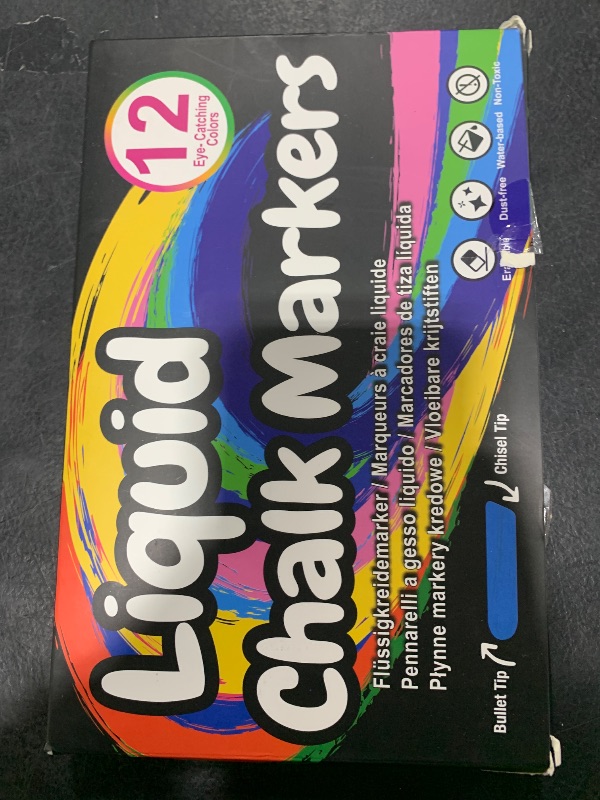 12
Eye-Catching
Colors
Liquid
Chalk Markers
Flüssigkreidemarker / Marqueurs à craie liquide
Pennarelli a gesso liquido / Marcadores de tiza líquida
Płynne markery kredowe / Vloeibare krijtstiften
Bullet Tip
Chisel Tip
Erasable
Dust-free
Water-based
Non-Toxic